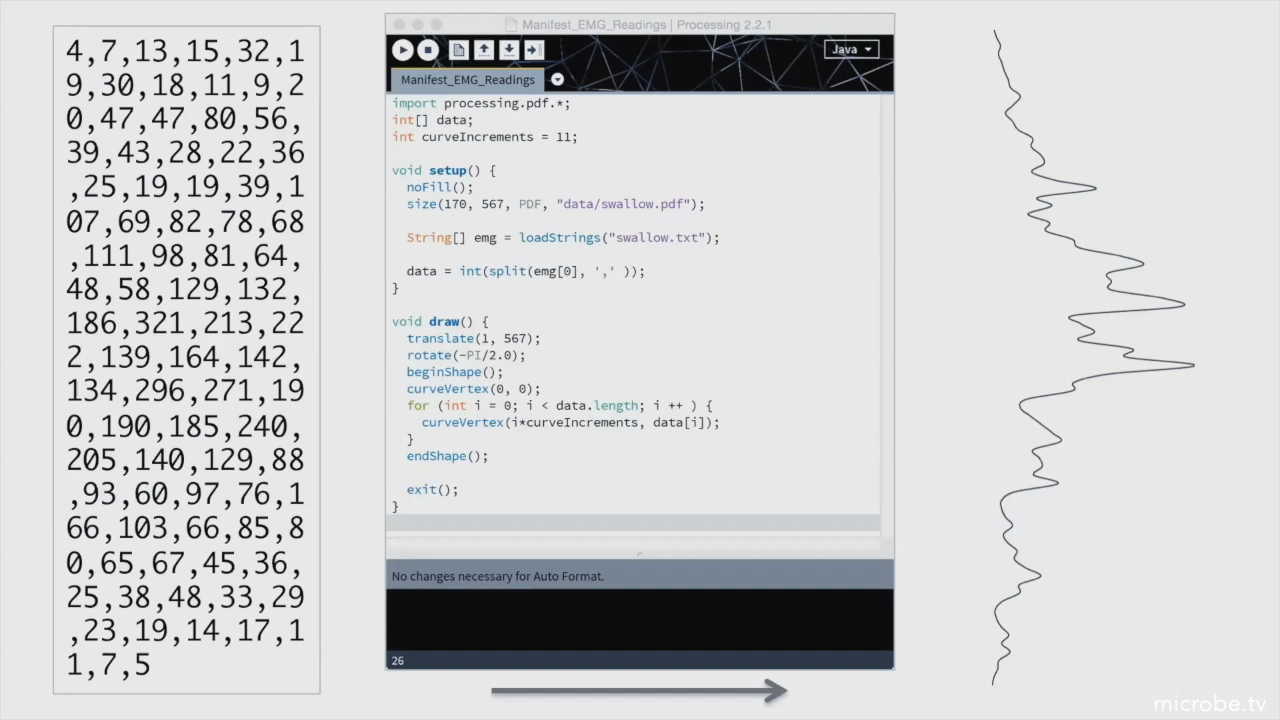 4,7,13,15,32,1
9,30,18,11,9,2
0,47,47,80,56,
39,43,28,22,36
,25,19,19,39,1
07,69,82,78,68
,111,98,81,64,
48,58,129,132,
186,321,213,22
2,139,164,142,
134,296,271,19
0,190,185,240,
205,140,129,88
,93,60,97,76,1
66,103,66,85,8
0,65,67,45,36,
25,38,48,33,29
,23,19,14,17,1
1,7,5
Manifest_EMG_Readings | Processing 2.2.1
Java
Manifest_EMG_Readings
import processing.pdf.*;
int[] data;
int curveIncrements = 11;
void setup() {
noFill();
size(170, 567, PDF, "data/swallow.pdf");
String[] emg = loadStrings("swallow.txt");
data = int(split(emg[0], ',' ));
}
void draw() {
translate(1, 567);
rotate(-PI/2.0);
beginShape();
curveVertex(0, 0);
for (int i = 0; i < data.length; i ++ ) {
curveVertex(i*curveIncrements, data[i]);
}
endShape();
exit();
}
No changes necessary for Auto Format.
26
microbe.tv